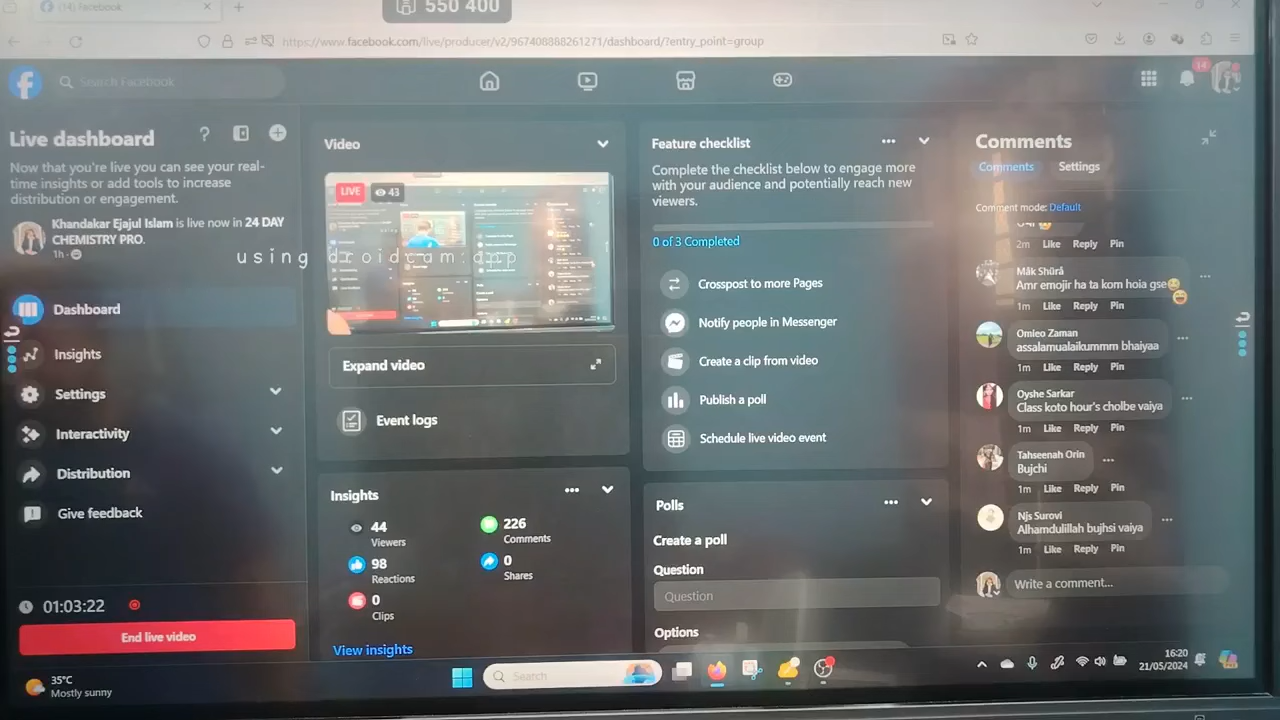 (14) Facebook
550 400
https://www.facebook.com/live/producer/v2/967408888261271/dashboard/?entry_point=group
Search Facebook
14
Live dashboard
Now that you're live you can see your real-
time insights or add tools to increase
distribution or engagement.
Khandakar Ejajul Islam is live now in 24 DAY
CHEMISTRY PRO.
1h
using droidcam:app
Dashboard
Insights
Settings
Interactivity
Distribution
Give feedback
01:03:22
End live video
Video
LIVE
43
Expand video
Event logs
Insights
44
Viewers
226
Comments
98
Reactions
0
Shares
0
Clips
View insights
Feature checklist
Complete the checklist below to engage more
with your audience and potentially reach new
viewers.
0 of 3 Completed
Crosspost to more Pages
Notify people in Messenger
Create a clip from video
Publish a poll
Schedule live video event
Polls
Create a poll
Question
Question
Options
Comments
Comments Settings
Comment mode: Default
2m Like Reply Pin
Måk Shürå
Amr emojir ha ta kom hoia gse😂😂
1m Like Reply Pin
Omleo Zaman
assalamualaikummm bhaiyaa
1m Like Reply Pin
Oyshe Sarkar
Class koto hour's cholbe vaiya
1m Like Reply Pin
Tahseenah Orin
Bujchi
1m Like Reply Pin
Njs Surovi
Alhamdulillah bujhsi vaiya
1m Like Reply Pin
Write a comment...
35°C
Mostly sunny
Search
16:20
21/05/2024